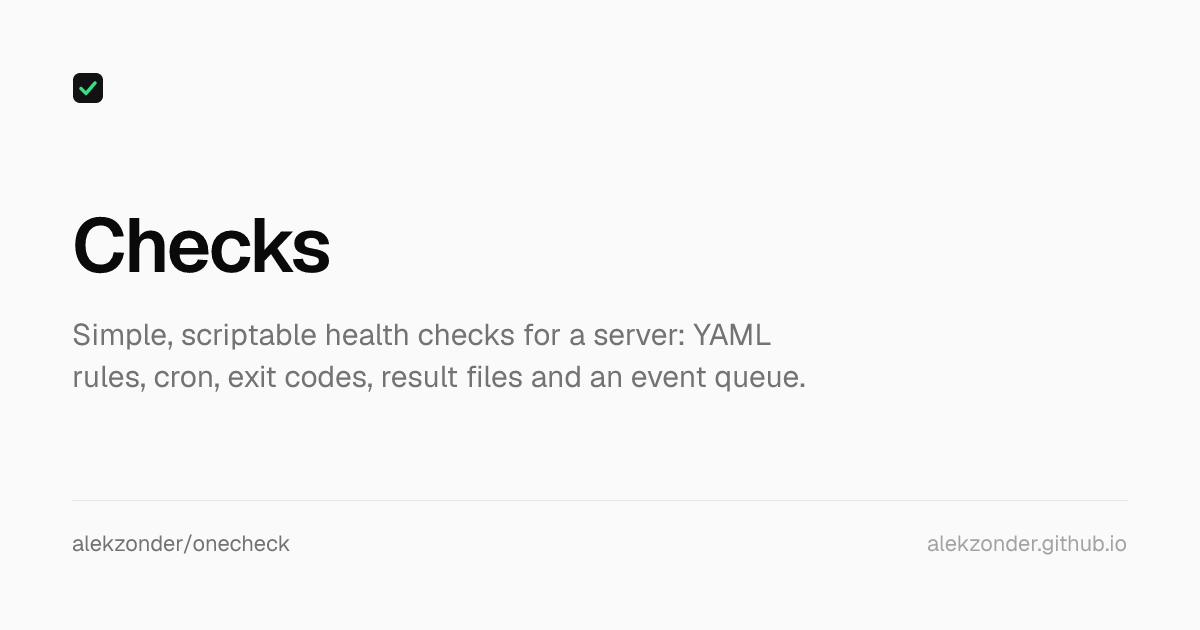 Checks
Simple, scriptable health checks for a server: YAML
rules, cron, exit codes, result files and an event queue.
alekzonder/onecheck
alekzonder.github.io